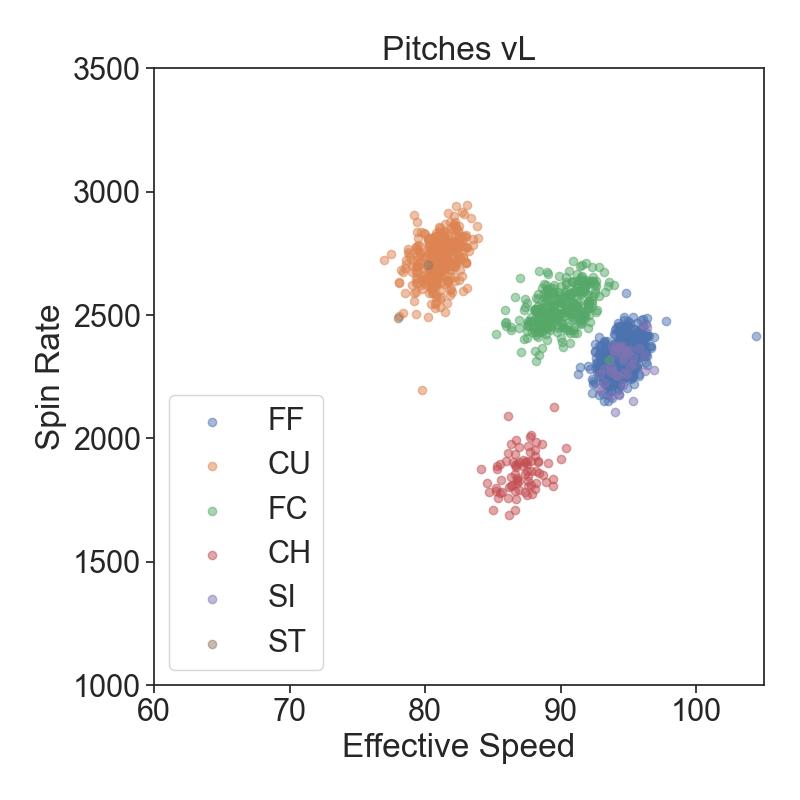 Pitches vL
3500
3000
2500
2000
1500
1000
Spin Rate
FF
CU
FC
CH
SI
ST
60 70 80 90 100
Effective Speed